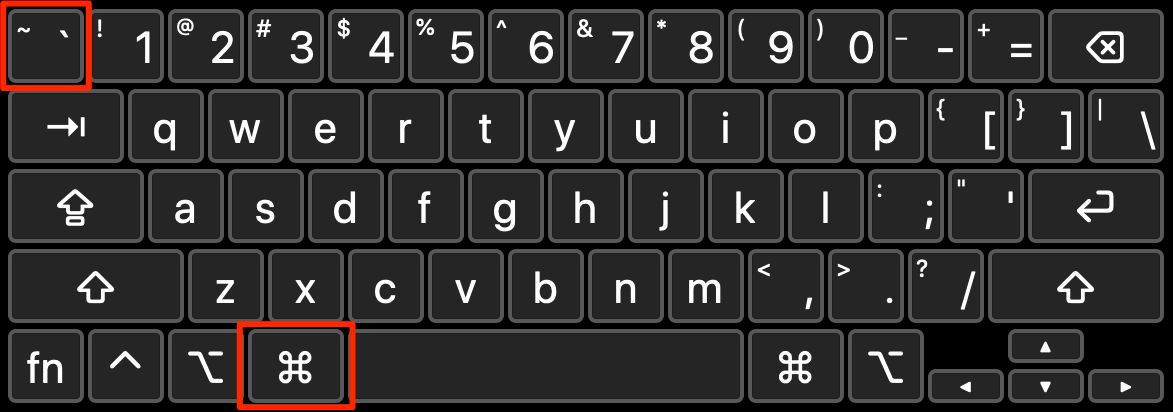 ~ ` ! 1 @ 2 # 3 $ 4 % 5 ^ 6 & 7 * 8 ( 9 ) 0 _ - + = ⌫
⇥ q w e r t y u i o p { [ } ] | \
⇪ a s d f g h j k l : ; " ' ⏎
⇧ z x c v b n m < , > . ? / ⇧
fn ^ ⌥ ⌘ ⌘ ⌥ ◀ ▲ ▼ ▶